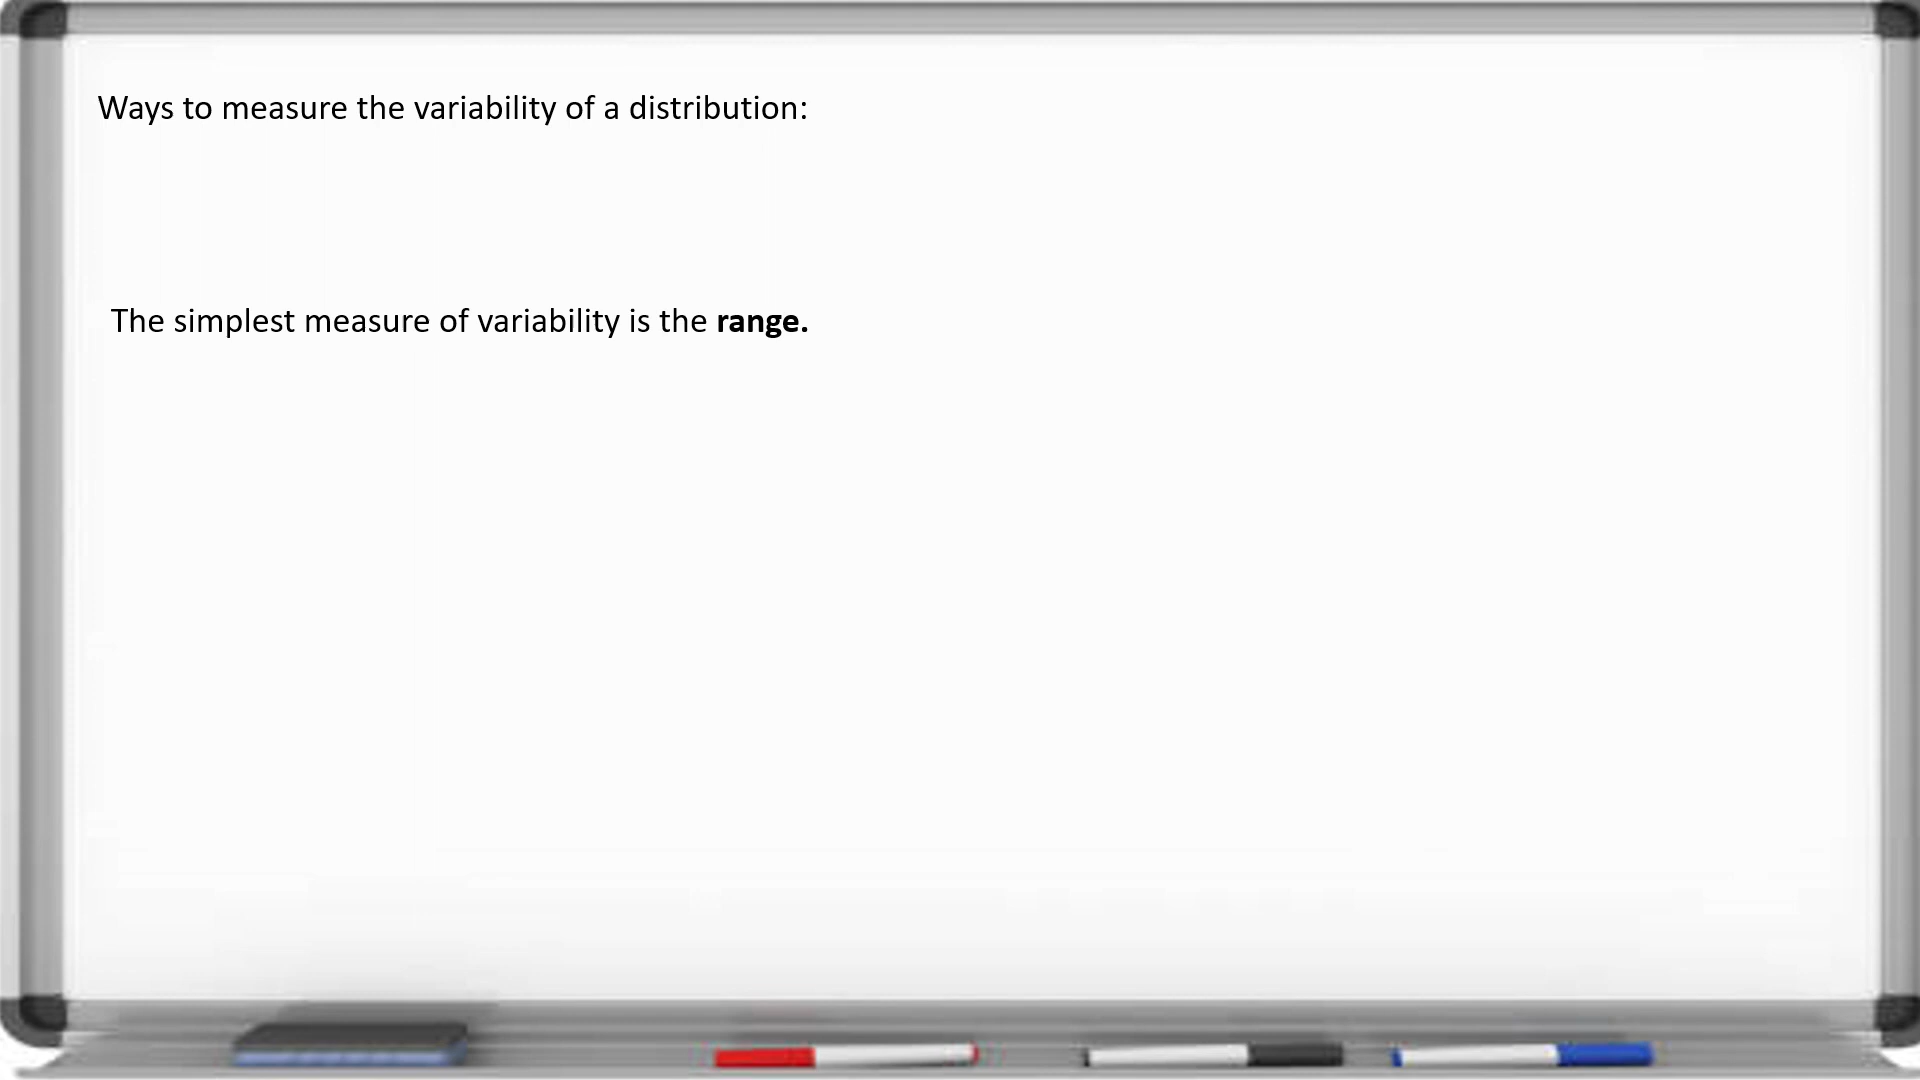 Ways to measure the variability of a distribution:
The simplest measure of variability is the range.